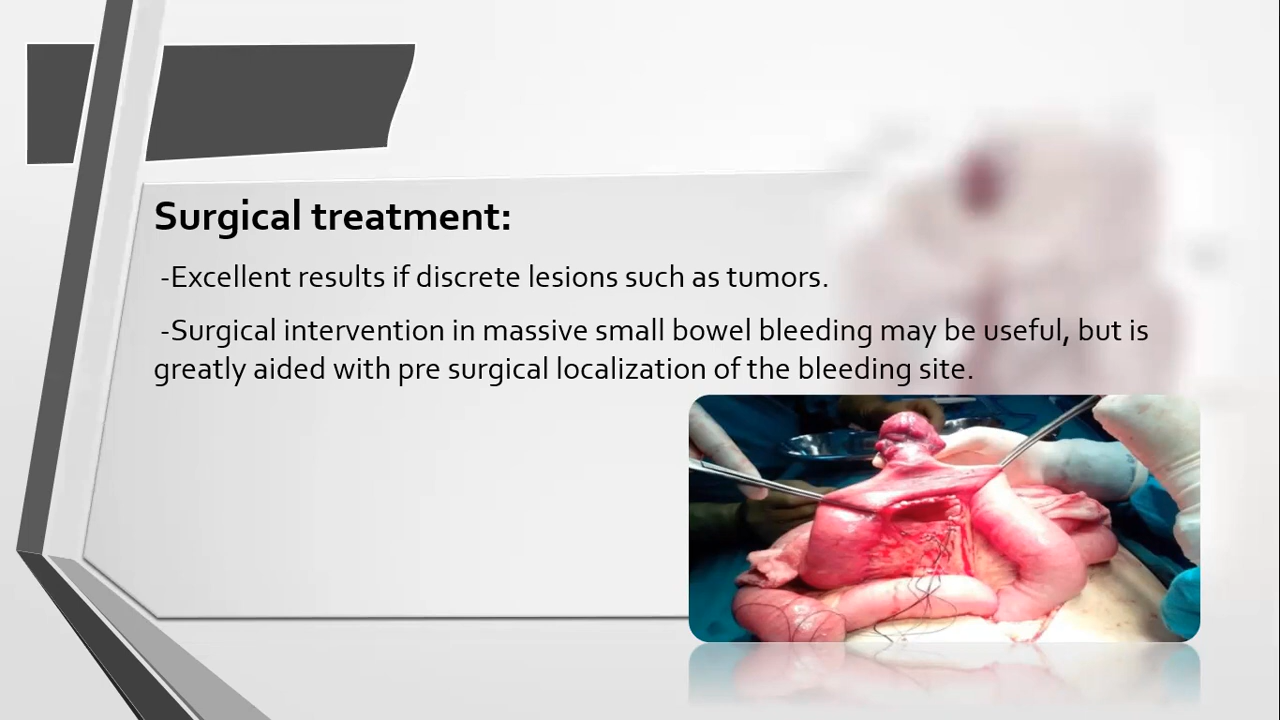 Surgical treatment:
-Excellent results if discrete lesions such as tumors.
-Surgical intervention in massive small bowel bleeding may be useful, but is
greatly aided with pre surgical localization of the bleeding site.